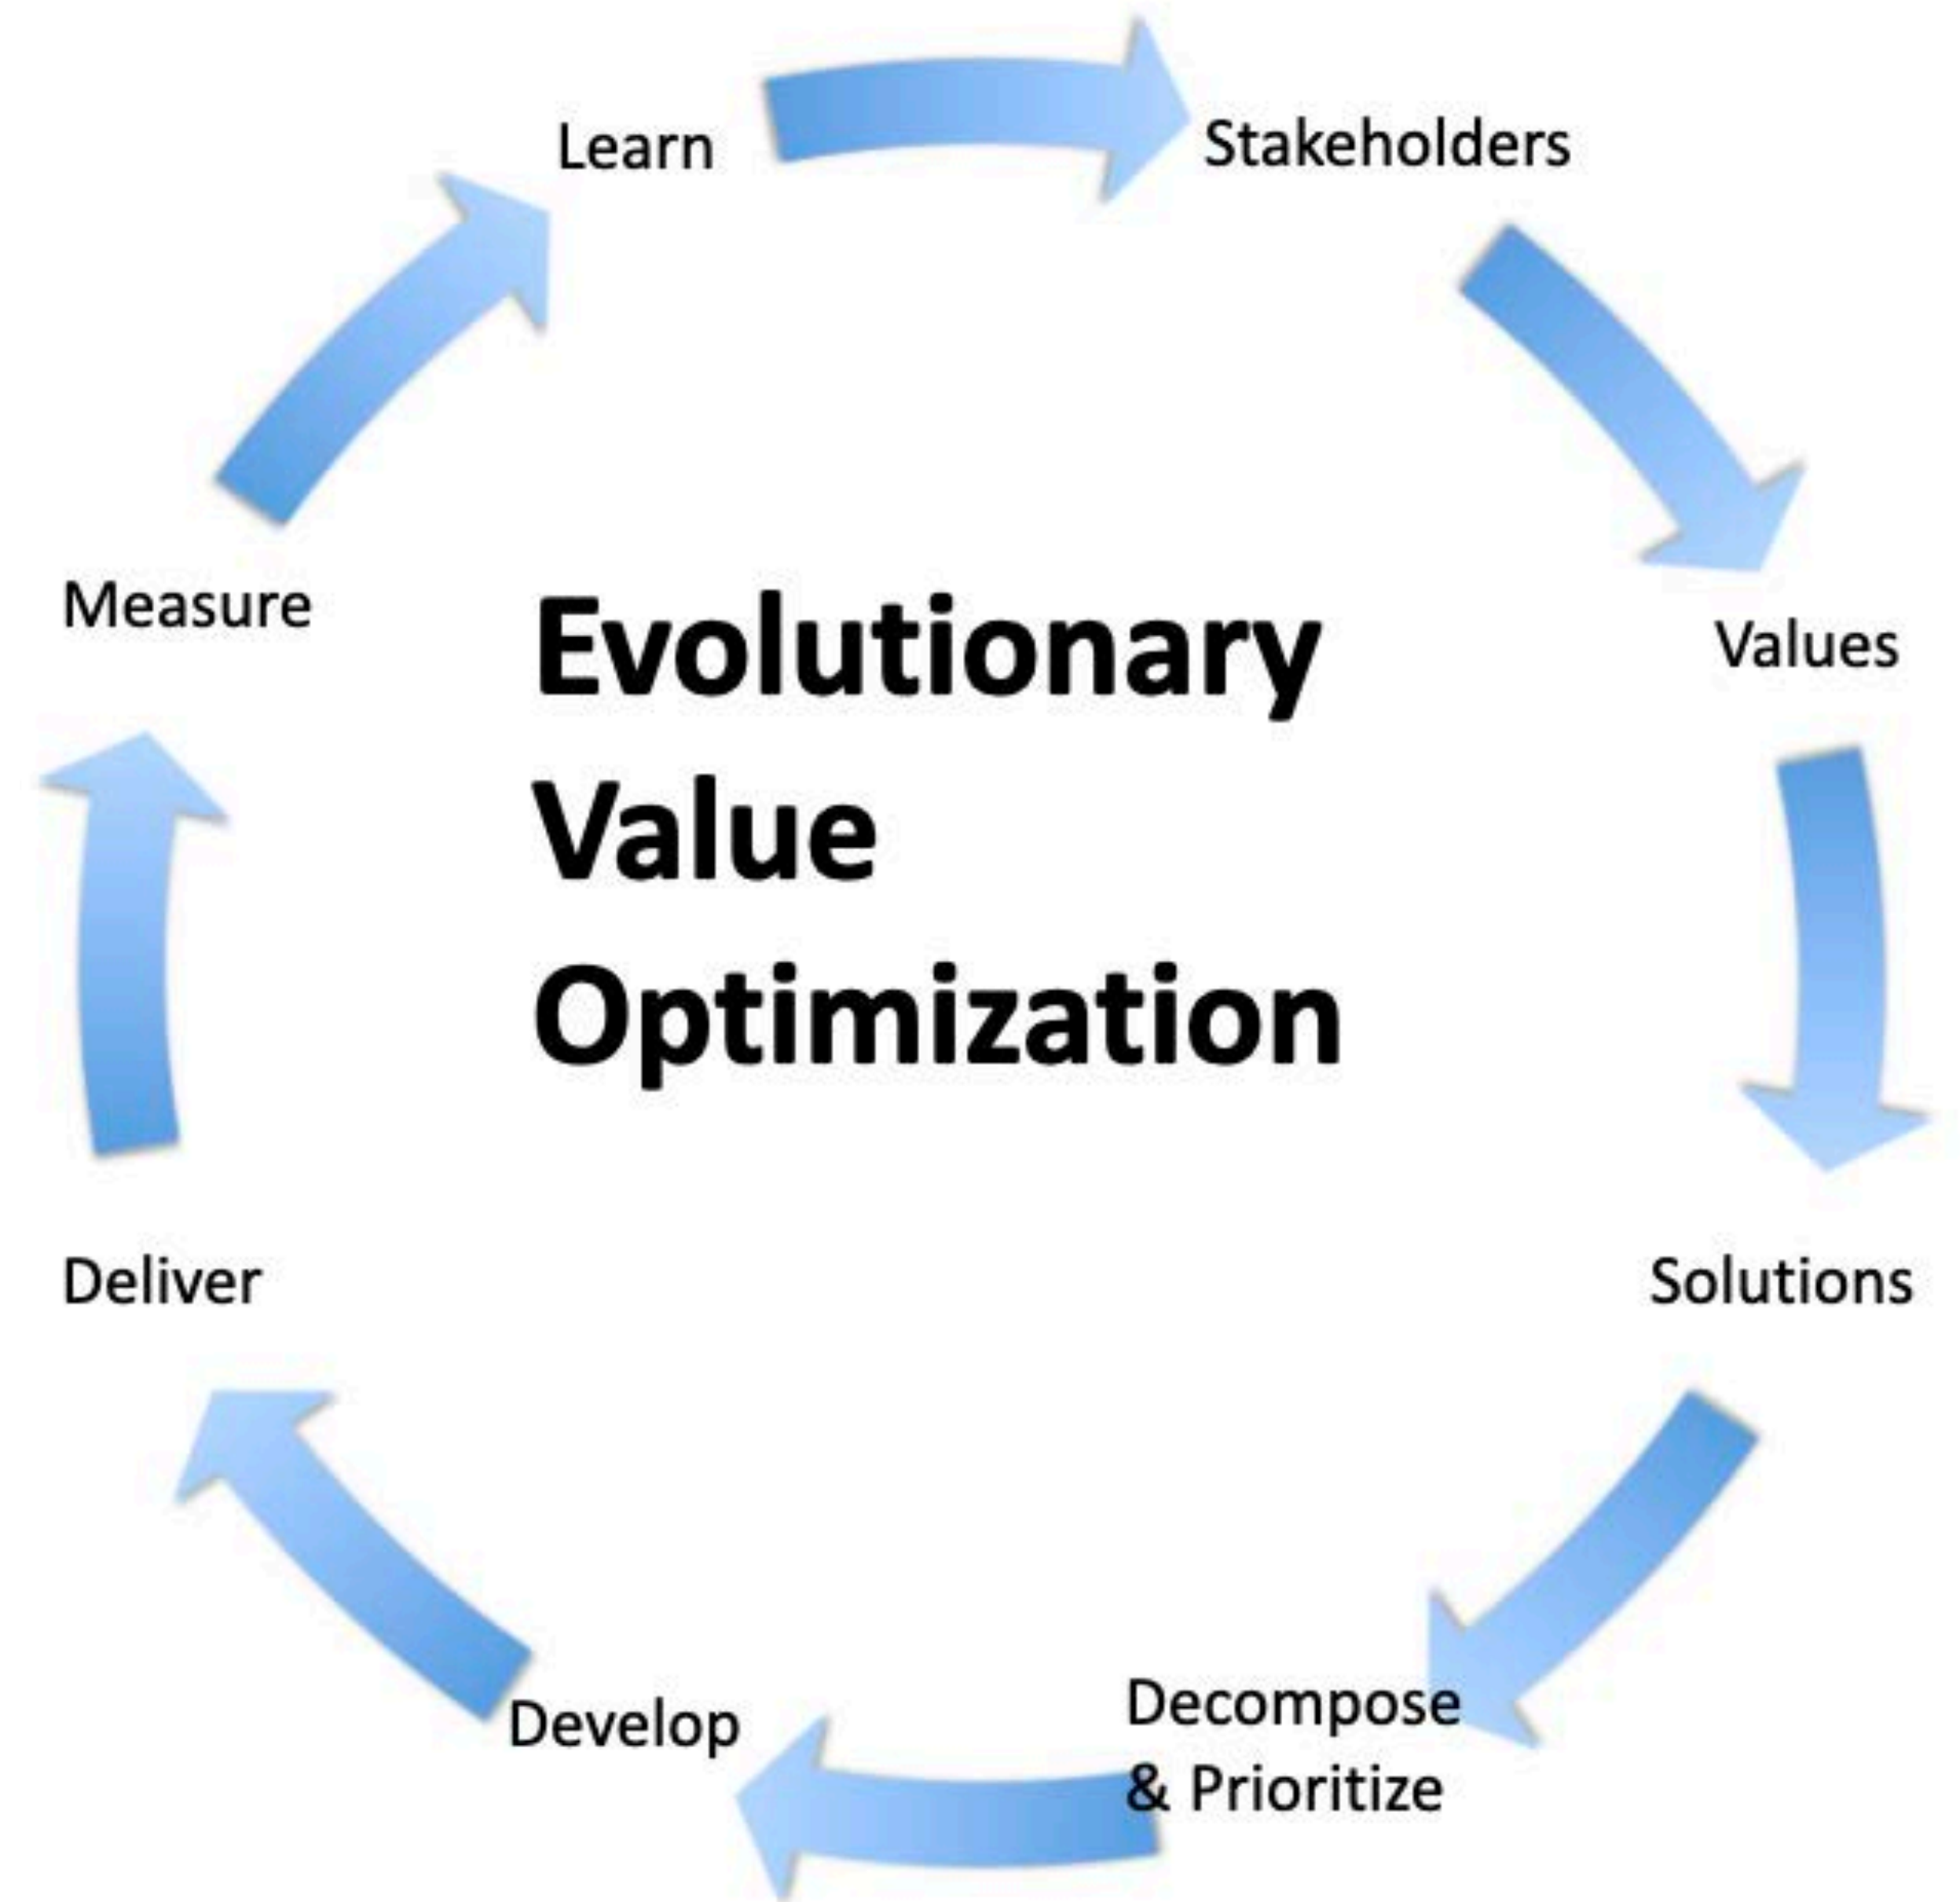 Learn
Stakeholders
Values
Solutions
Decompose
& Prioritize
Develop
Deliver
Measure
Evolutionary
Value
Optimization